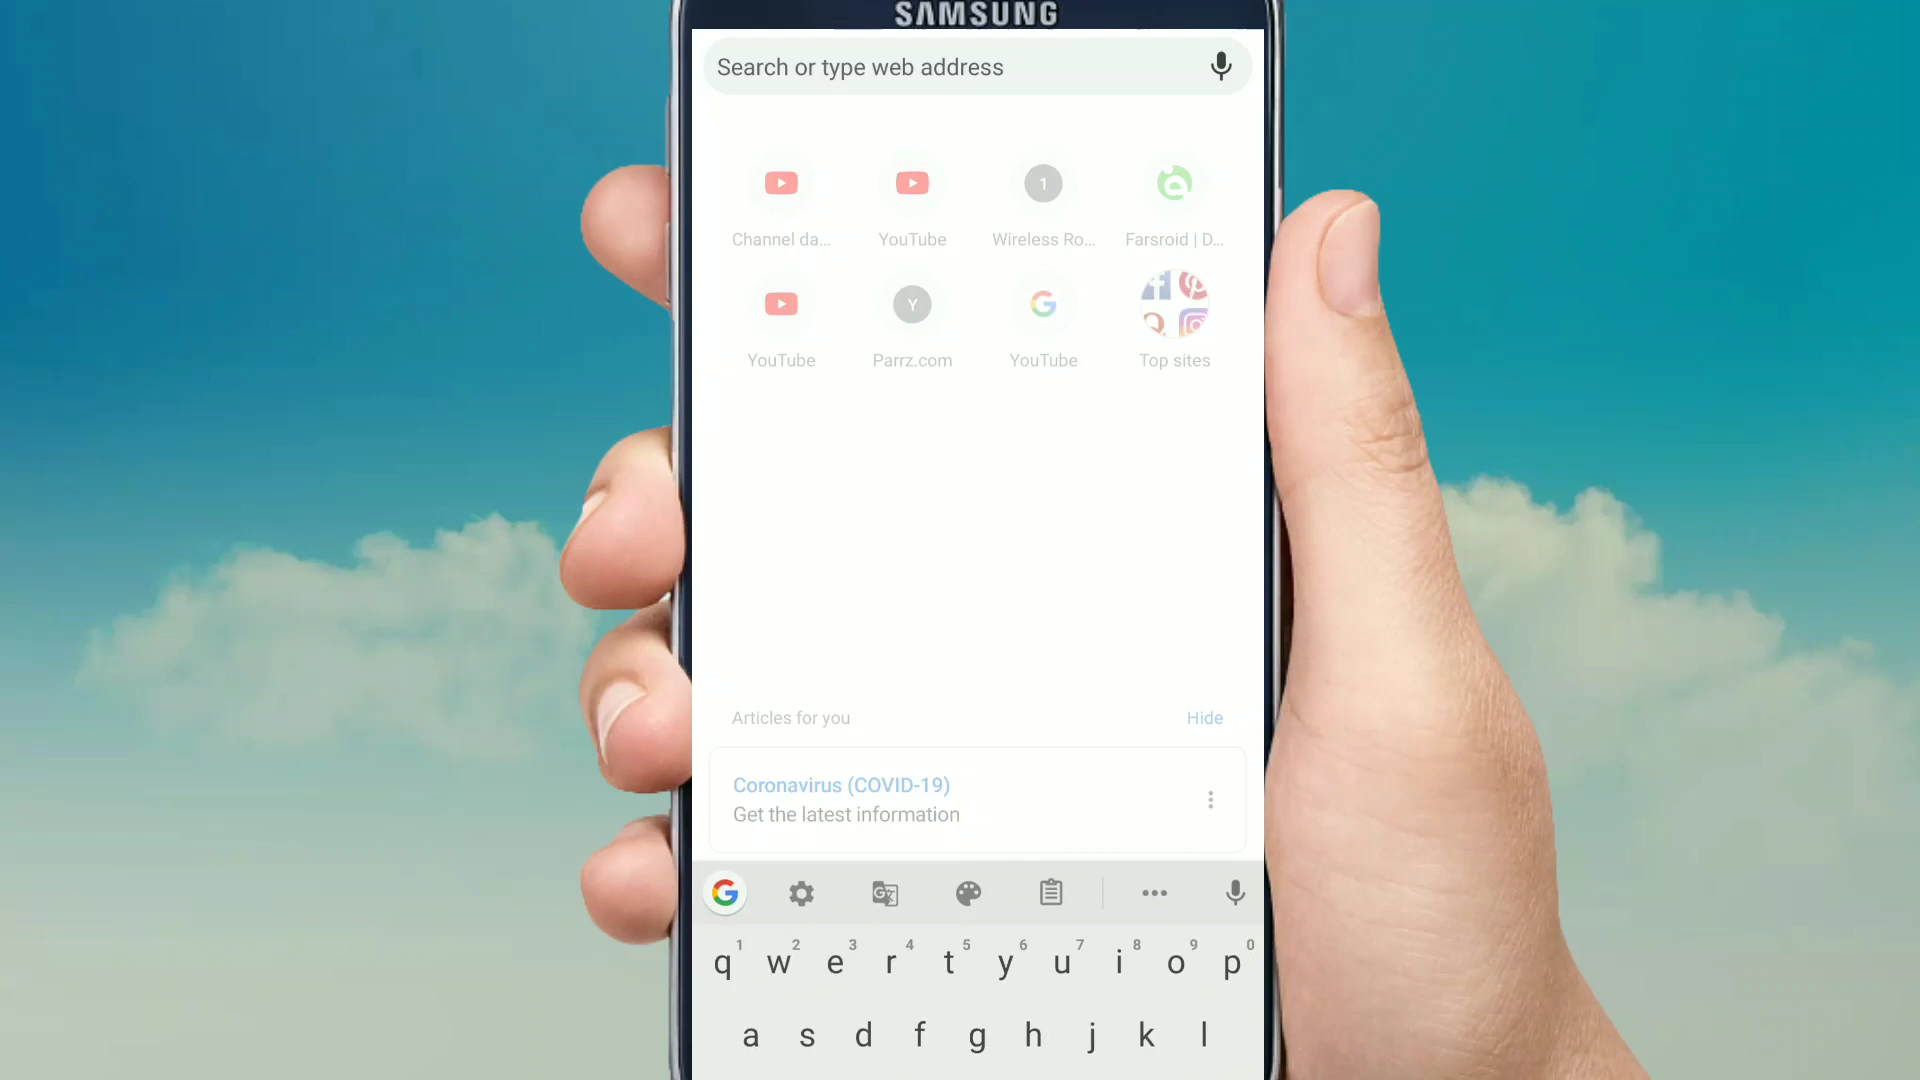 SAMSUNG
Search or type web address
1
Channel da...
YouTube
Wireless Ro...
Farsroid | D...
Y
YouTube
Parrz.com
YouTube
Top sites
Articles for you
Hide
Coronavirus (COVID-19)
Get the latest information
1 2 3 4 5 6 7 8 9 0
q w e r t y u i o p
a s d f g h j k l